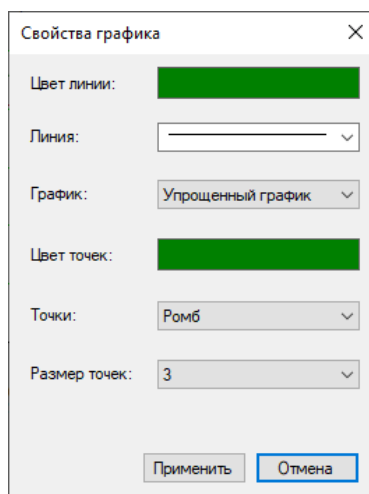 Свойства графика
Цвет линии:
Линия:
График: Упрощенный график
Цвет точек:
Точки: Ромб
Размер точек: 3
Применить Отмена